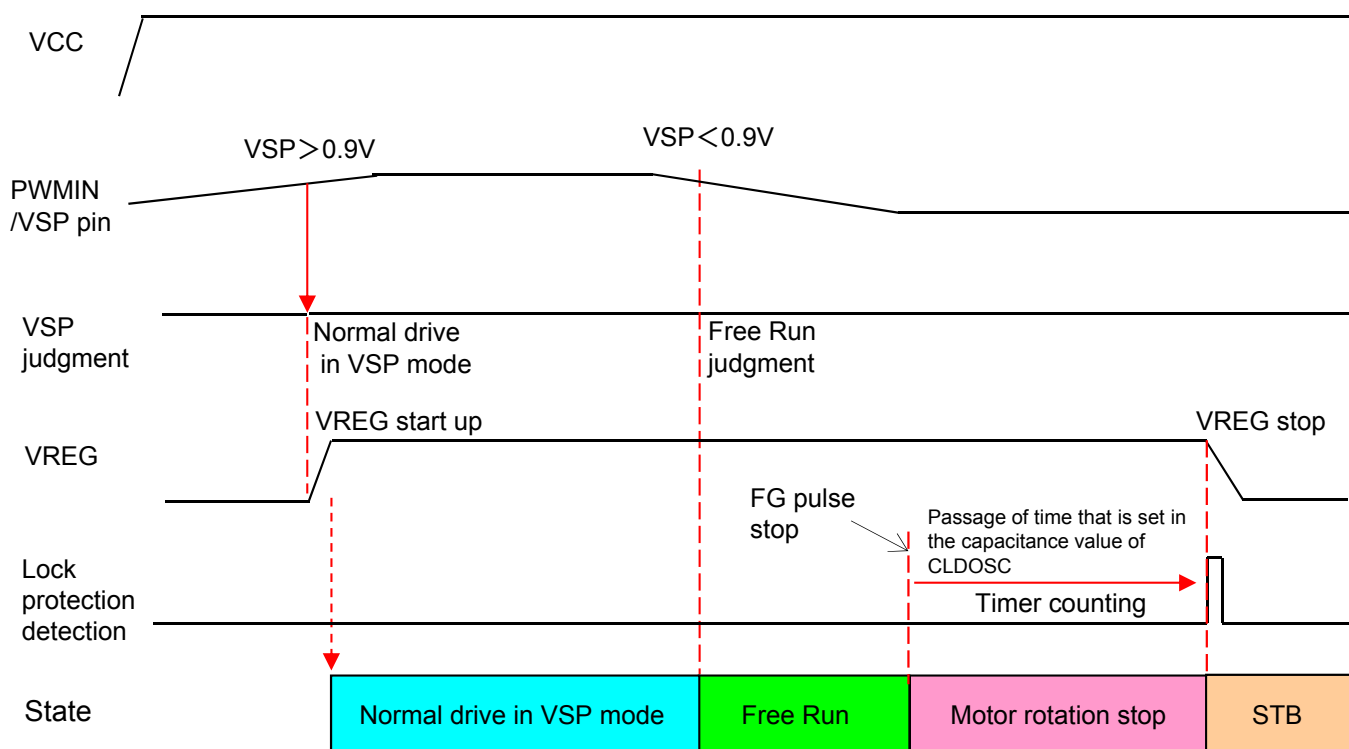 VCC
VSP>0.9V
VSP<0.9V
PWMIN
/VSP pin
VSP
judgment
Normal drive
in VSP mode
Free Run
judgment
VREG start up
VREG stop
VREG
FG pulse
stop
Passage of time that is set in
the capacitance value of
CLDOSC
Timer counting
Lock
protection
detection
State
Normal drive in VSP mode
Free Run
Motor rotation stop
STB